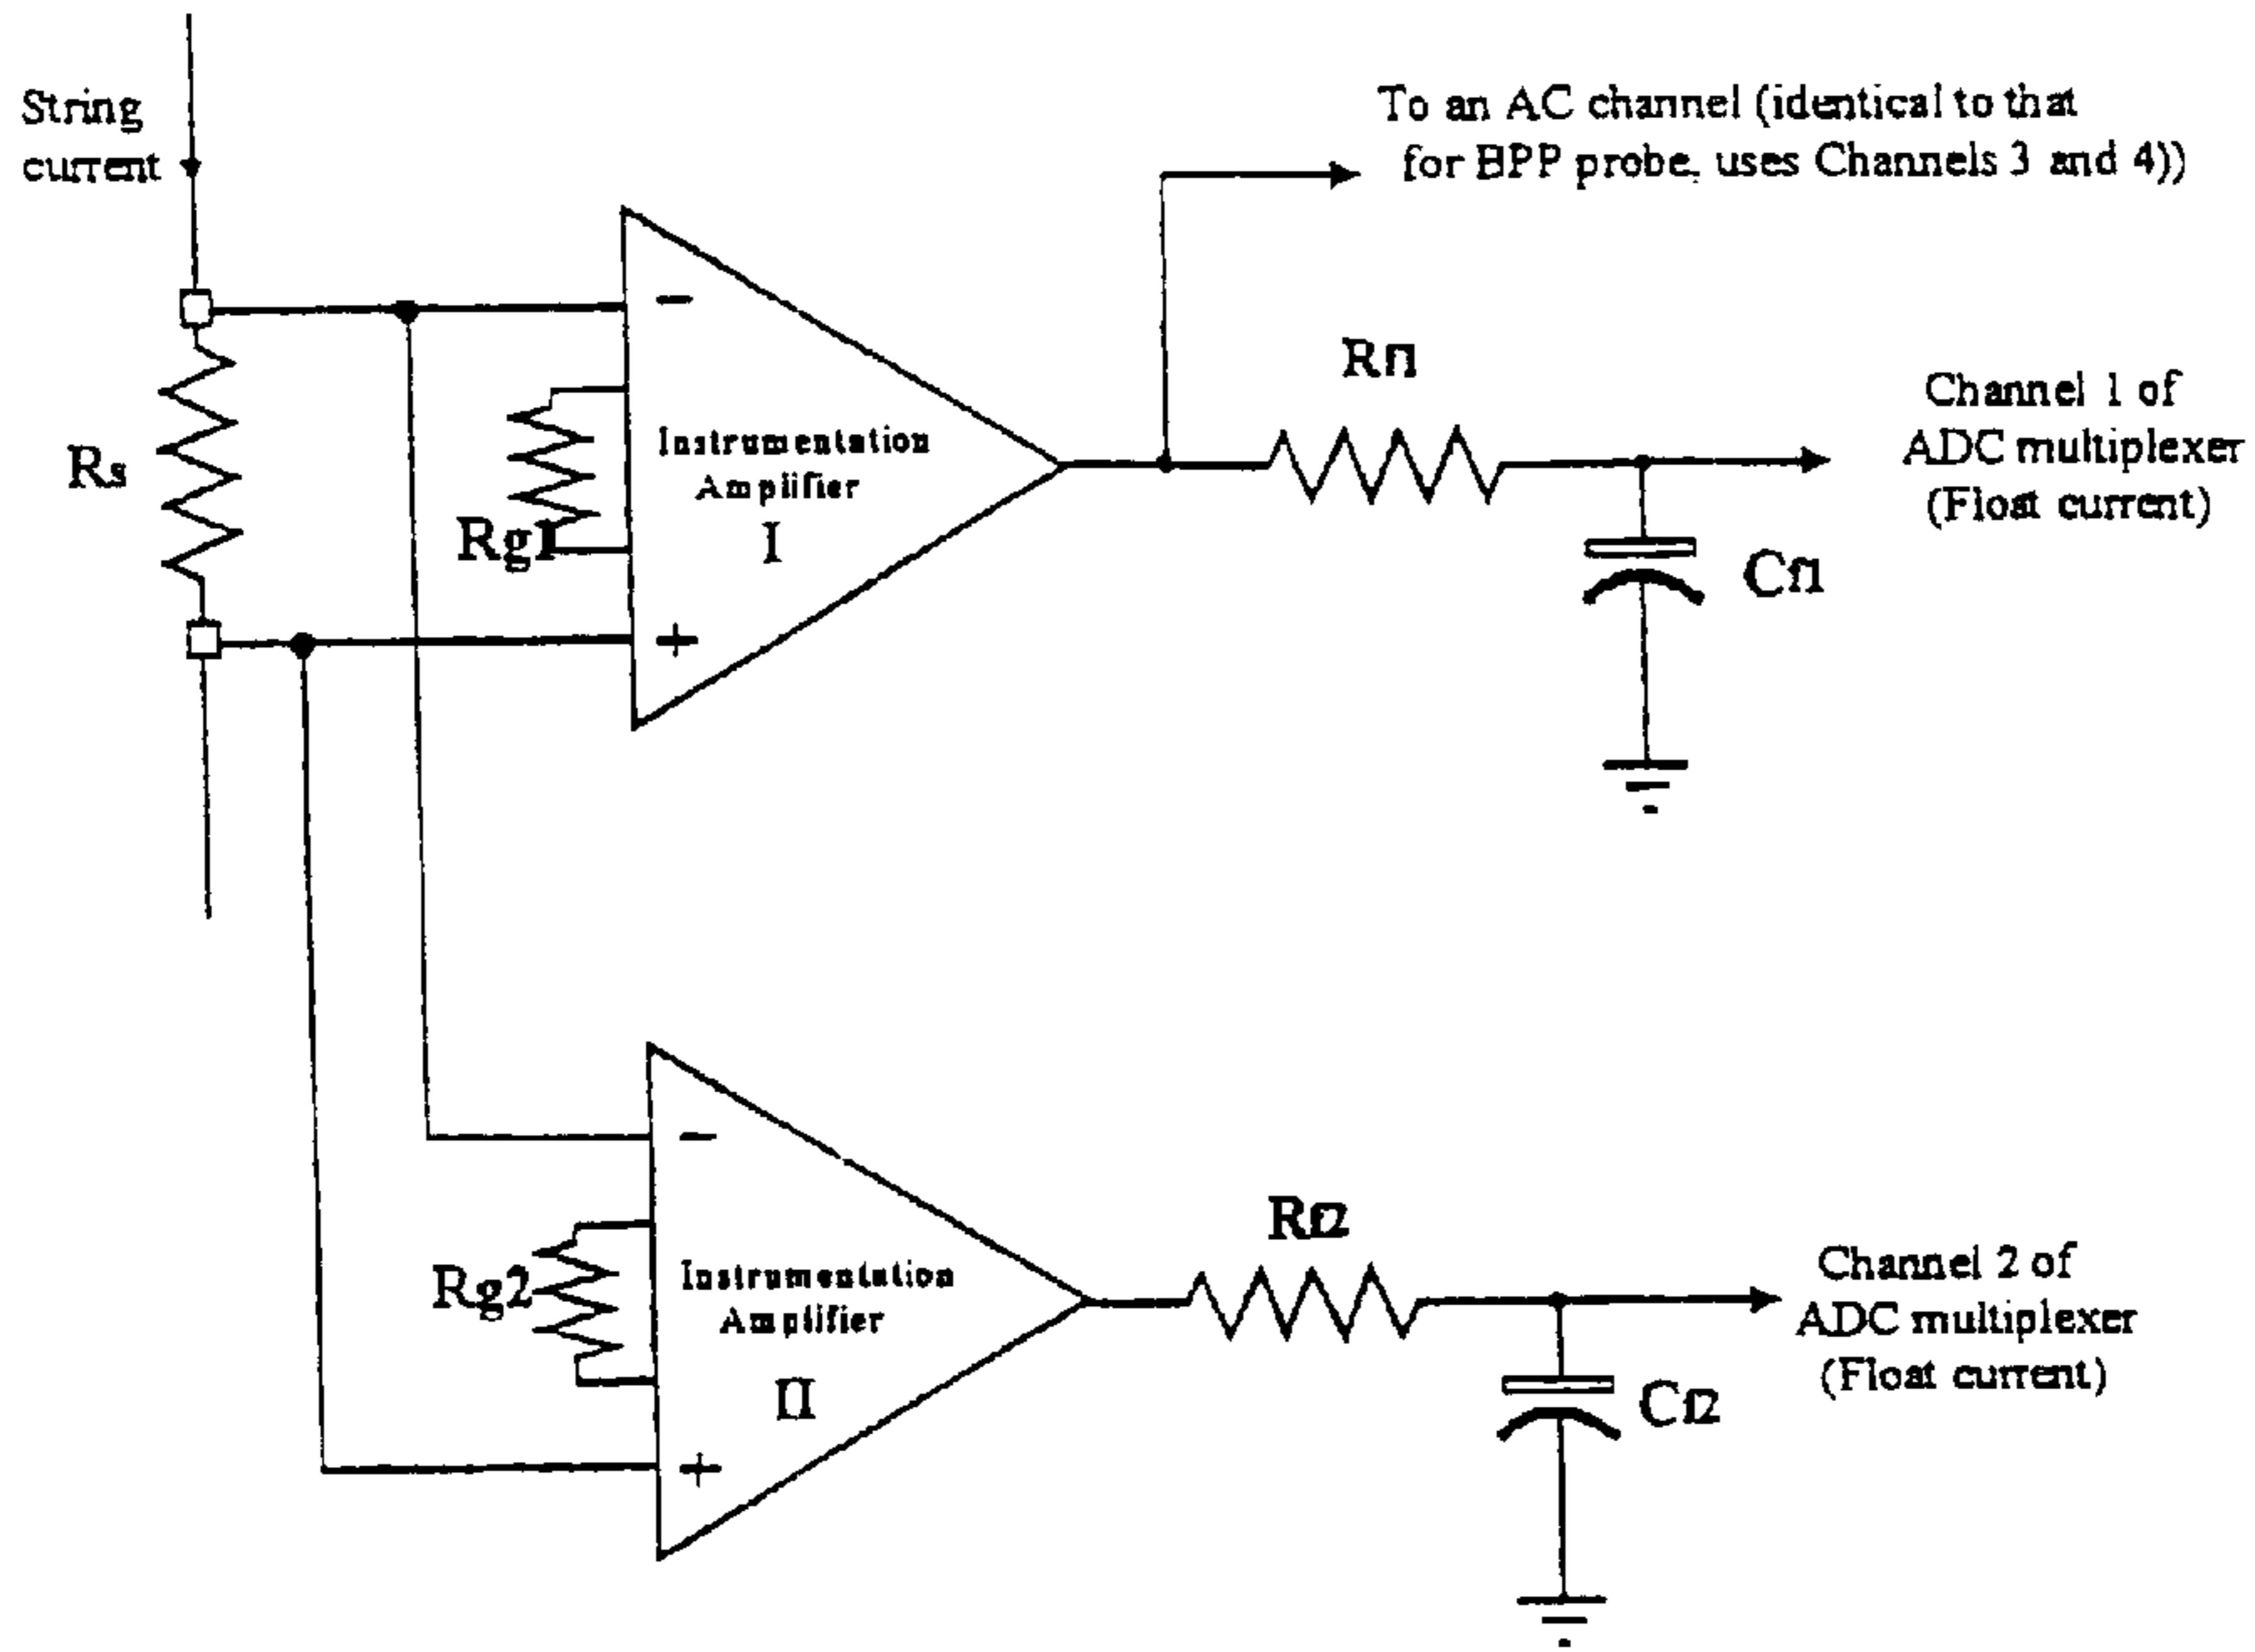 String
current
To an AC channel (identical to that
for BPP probe, uses Channels 3 and 4))
Rs
Rg1
−
Instrumentation
Amplifier
I
+
Rf1
Cf1
Channel 1 of
ADC multiplexer
(Float current)
Rg2
−
Instrumentation
Amplifier
II
+
Rf2
Cf2
Channel 2 of
ADC multiplexer
(Float current)